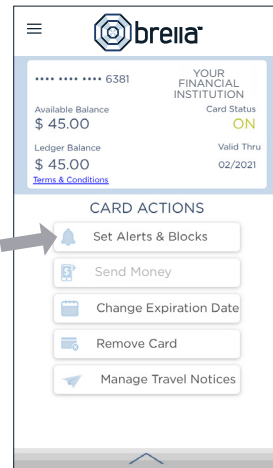 brella
•••• •••• •••• 6381
YOUR
FINANCIAL
INSTITUTION
Available Balance
Card Status
$ 45.00
ON
Ledger Balance
Valid Thru
$ 45.00
02/2021
Terms & Conditions
CARD ACTIONS
Set Alerts & Blocks
Send Money
Change Expiration Date
Remove Card
Manage Travel Notices